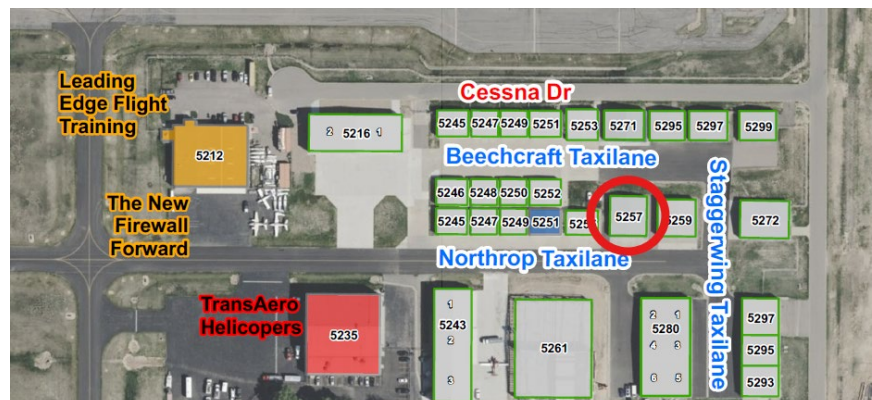 Leading
Edge Flight
Training
Cessna Dr
5245 5247 5249 5251 5253 5271 5295 5297 5299
2 5216 1
5212
Beechcraft Taxilane
5246 5248 5250 5252
The New
Firewall
Forward
5245 5247 5249 5251 5257 5259 5272
Northrop Taxilane
Staggerwing Taxilane
TransAero
Helicopers
5235
1
5243
2
3
5261
2 1
5280
4 3
6 5
5297
5295
5293